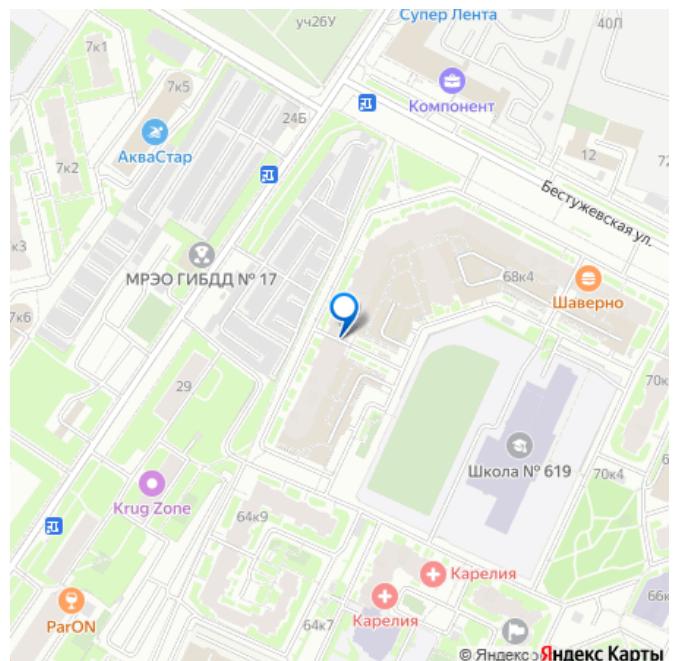 уч26У
Супер Лента
40Л
7к1
7к5
Компонент
24Б
АкваСтар
7к2
12
72
Бестужевская ул.
к3
МРЭО ГИБДД № 17
68к4
Шаверно
7к6
29
70к
Школа № 619
6
70к4
Krug Zone
64к9
Карелия
Карелия
66к
ParON
64к7
© Яндекс
Яндекс Карты